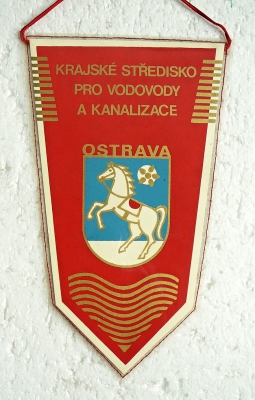 KRAJSKÉ STŘEDISKO
PRO VODOVODY
A KANALIZACE
OSTRAVA